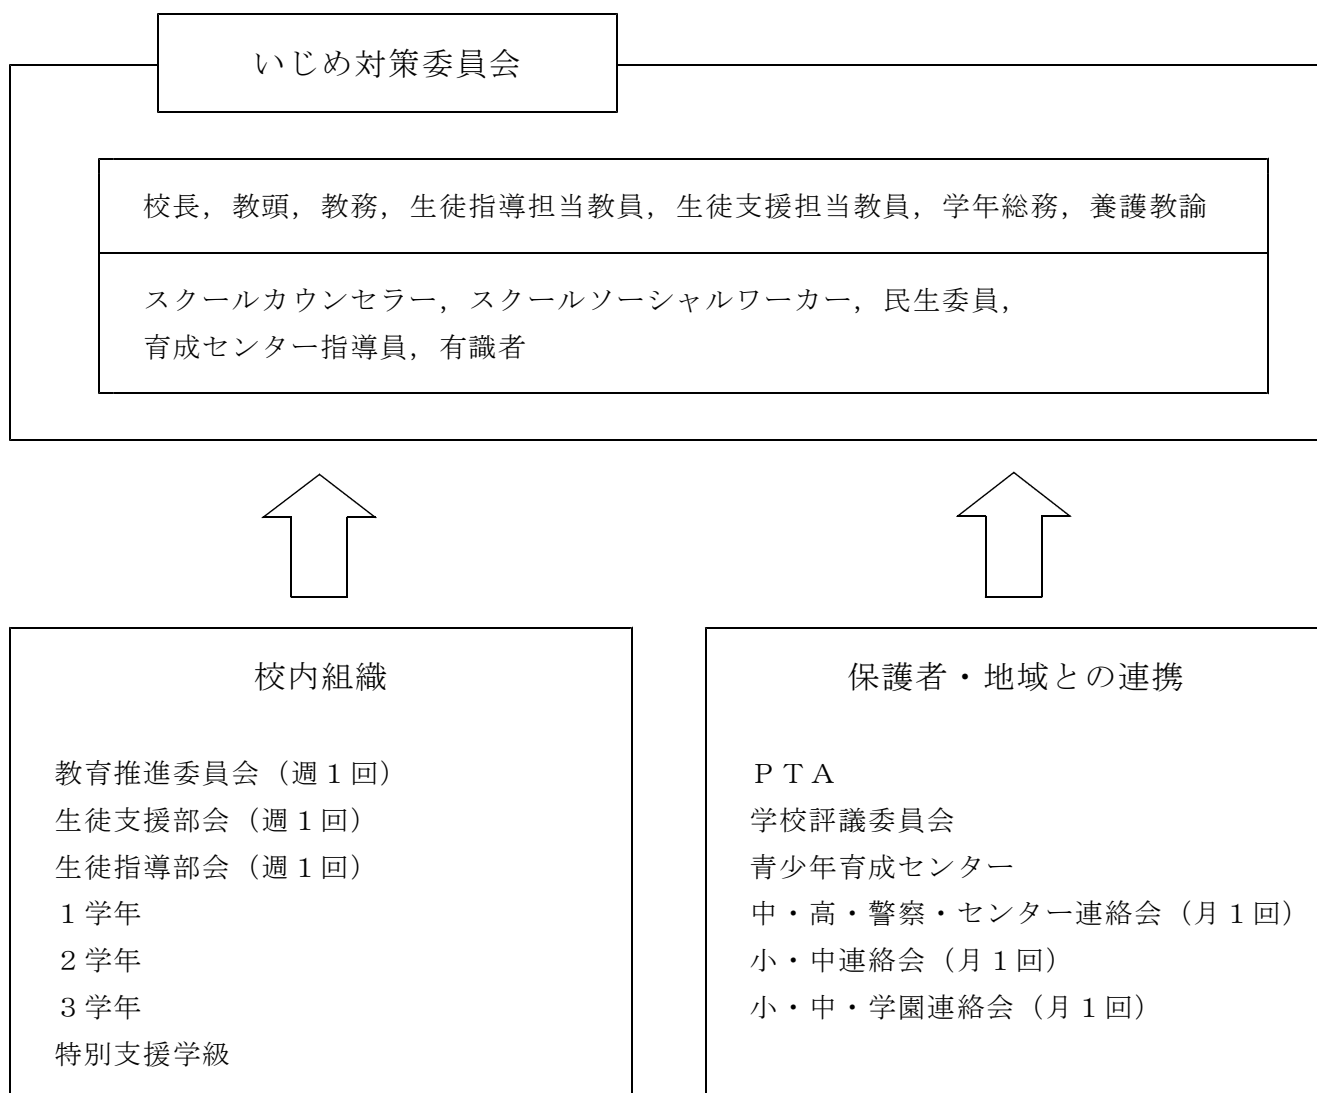 いじめ対策委員会
校長，教頭，教務，生徒指導担当教員，生徒支援担当教員，学年総務，養護教諭
スクールカウンセラー，スクールソーシャルワーカー，民生委員，
育成センター指導員，有識者
校内組織
教育推進委員会（週１回）
生徒支援部会（週１回）
生徒指導部会（週１回）
１学年
２学年
３学年
特別支援学級
保護者・地域との連携
ＰＴＡ
学校評議委員会
青少年育成センター
中・高・警察・センター連絡会（月１回）
小・中連絡会（月１回）
小・中・学園連絡会（月１回）